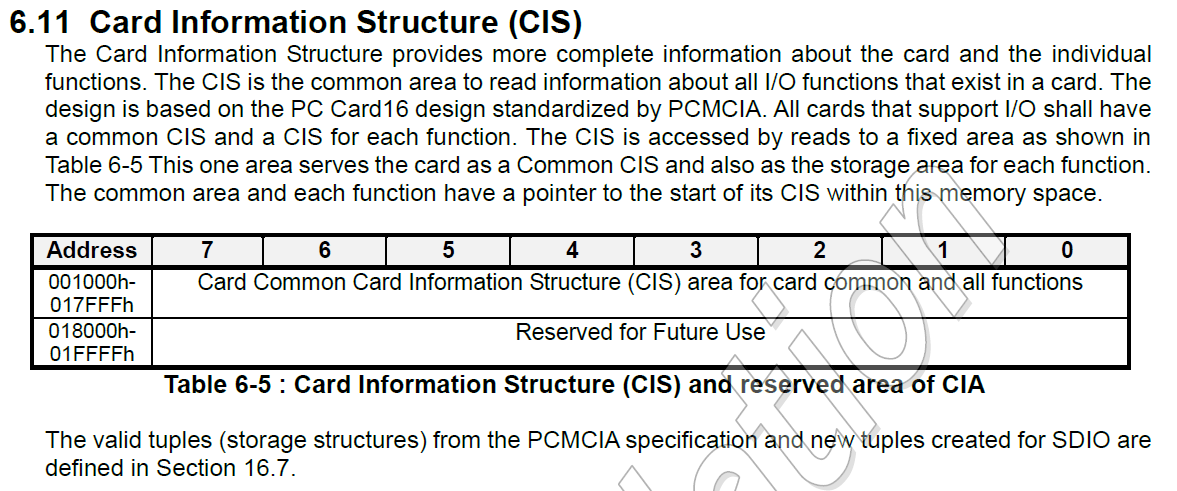 6.11 Card Information Structure (CIS)
The Card Information Structure provides more complete information about the card and the individual
functions. The CIS is the common area to read information about all I/O functions that exist in a card. The
design is based on the PC Card16 design standardized by PCMCIA. All cards that support I/O shall have
a common CIS and a CIS for each function. The CIS is accessed by reads to a fixed area as shown in
Table 6-5 This one area serves the card as a Common CIS and also as the storage area for each function.
The common area and each function have a pointer to the start of its CIS within this memory space.
Address 7 6 5 4 3 2 1 0
001000h-
017FFFh
Card Common Card Information Structure (CIS) area for card common and all functions
018000h-
01FFFFh
Reserved for Future Use
Table 6-5 : Card Information Structure (CIS) and reserved area of CIA
The valid tuples (storage structures) from the PCMCIA specification and new tuples created for SDIO are
defined in Section 16.7.